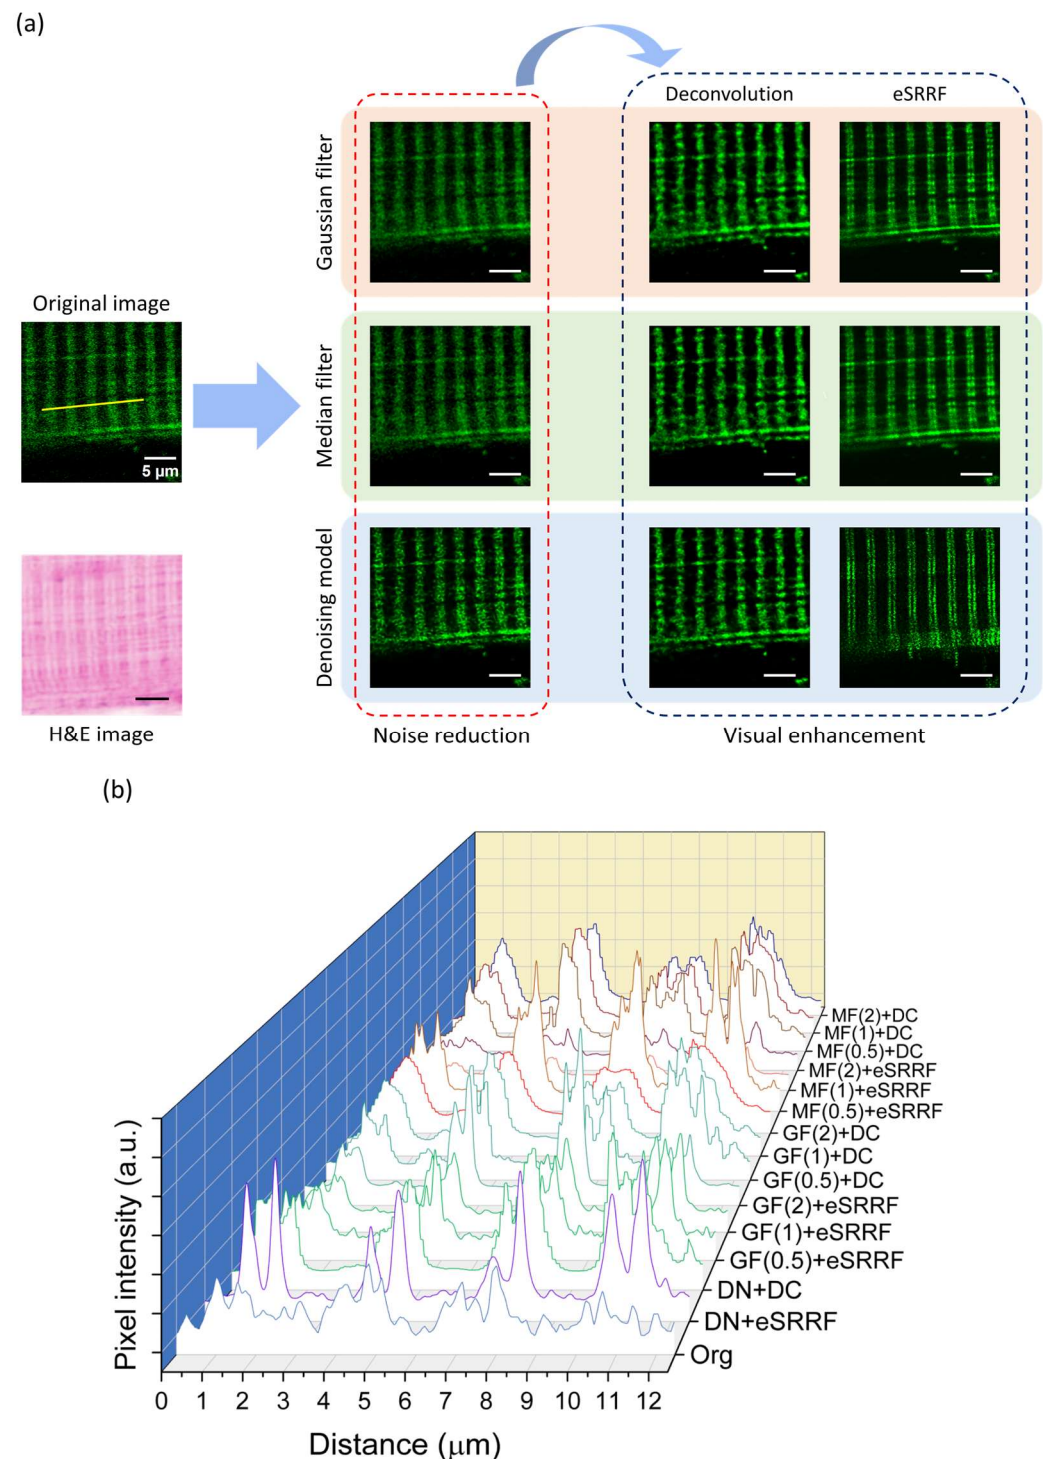 (a)
Deconvolution eSRRF
Gaussian filter
Original image
5 µm
Median filter
Denoising model
H&E image
Noise reduction
Visual enhancement
(b)
Pixel intensity (a.u.)
MF(2)+DC
MF(1)+DC
MF(0.5)+DC
MF(2)+eSRRF
MF(1)+eSRRF
MF(0.5)+eSRRF
GF(2)+DC
GF(1)+DC
GF(0.5)+DC
GF(2)+eSRRF
GF(1)+eSRRF
GF(0.5)+eSRRF
DN+DC
DN+eSRRF
Org
0 1 2 3 4 5 6 7 8 9 10 11 12
Distance (µm)